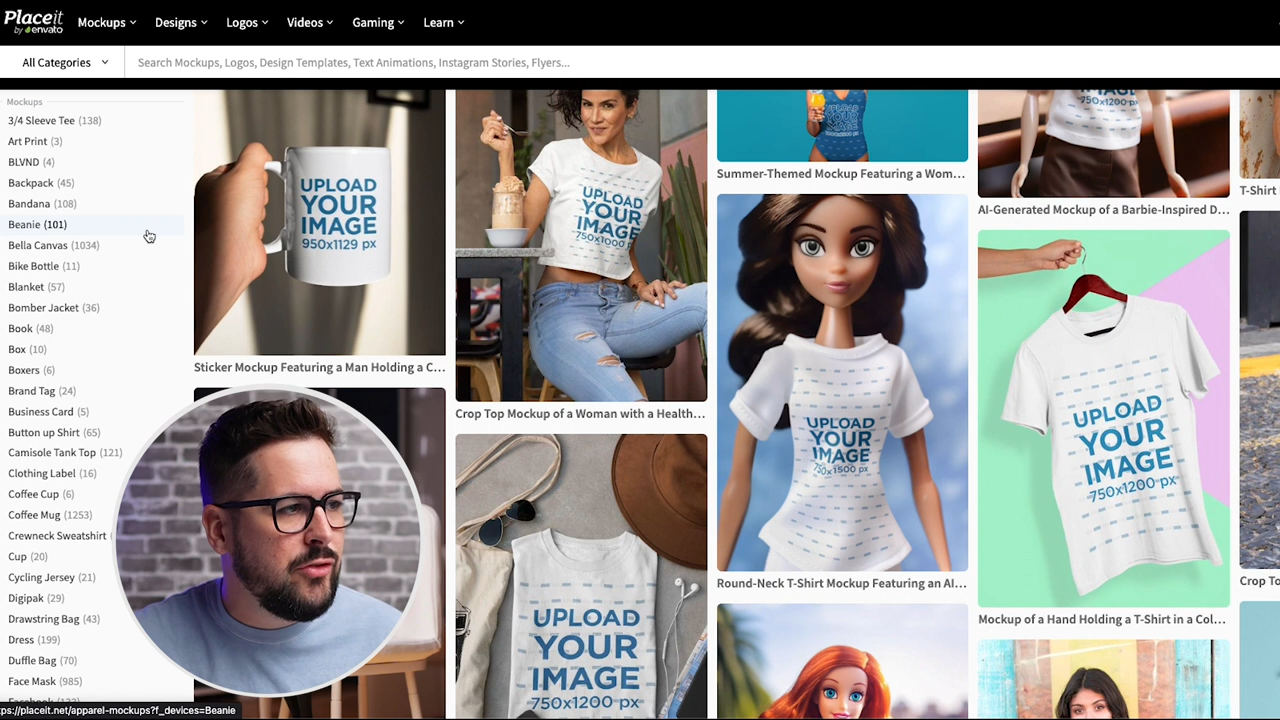 Placeit
by envato
Mockups
Designs
Logos
Videos
Gaming
Learn
All Categories
Search Mockups, Logos, Design Templates, Text Animations, Instagram Stories, Flyers...
Mockups
3/4 Sleeve Tee (138)
Art Print (3)
BLVND (4)
Backpack (45)
Bandana (108)
Beanie (101)
Bella Canvas (1034)
Bike Bottle (11)
Blanket (57)
Bomber Jacket (36)
Book (48)
Box (10)
Boxers (6)
Brand Tag (24)
Business Card (5)
Button up Shirt (65)
Camisole Tank Top (121)
Clothing Label (16)
Coffee Cup (6)
Coffee Mug (1253)
Crewneck Sweatshirt
Cup (20)
Cycling Jersey (21)
Digipak (29)
Drawstring Bag (43)
Dress (199)
Duffle Bag (70)
Face Mask (985)
ps://placeit.net/apparel-mockups?f_devices=Beanie
UPLOAD
YOUR
IMAGE
950x1129 px
Sticker Mockup Featuring a Man Holding a C...
UPLOAD
YOUR
IMAGE
750x1000 px
Crop Top Mockup of a Woman with a Health...
UPLOAD
YOUR
IMAGE
750x1200 px
UPLOAD
YOUR
IMAGE
Summer-Themed Mockup Featuring a Wom...
UPLOAD
YOUR
IMAGE
750x1500 px
Round-Neck T-Shirt Mockup Featuring an AI...
IMAGE
750x1200 px
AI-Generated Mockup of a Barbie-Inspired D...
UPLOAD
YOUR
IMAGE
750x1200 px
Mockup of a Hand Holding a T-Shirt in a Col...
T-Shirt
Crop To